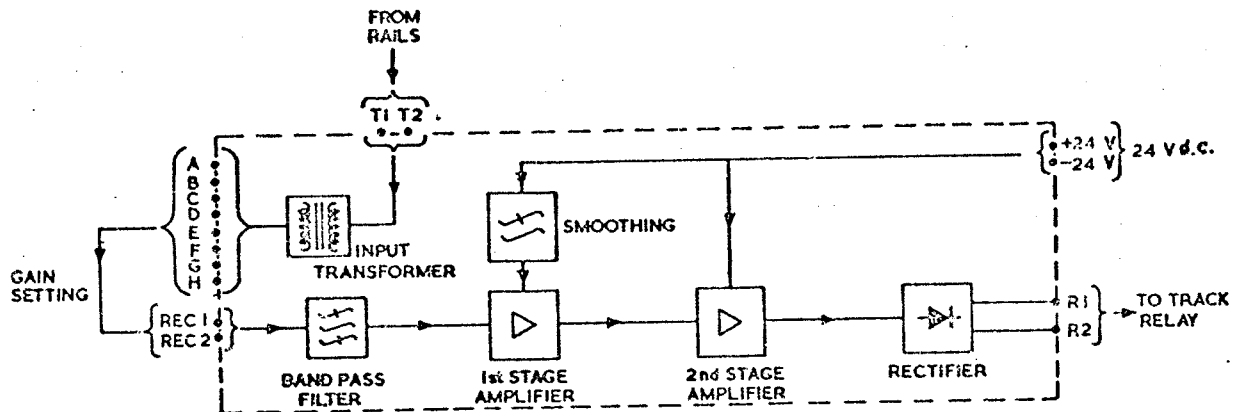 FROM
RAILS
T1 T2
+24 V
-24 V
24 V d.c.
A
B
C
D
E
F
G
H
SMOOTHING
INPUT
TRANSFORMER
GAIN
SETTING
REC 1
REC 2
R1
R2
TO TRACK
RELAY
BAND PASS
FILTER
1st STAGE
AMPLIFIER
2nd STAGE
AMPLIFIER
RECTIFIER